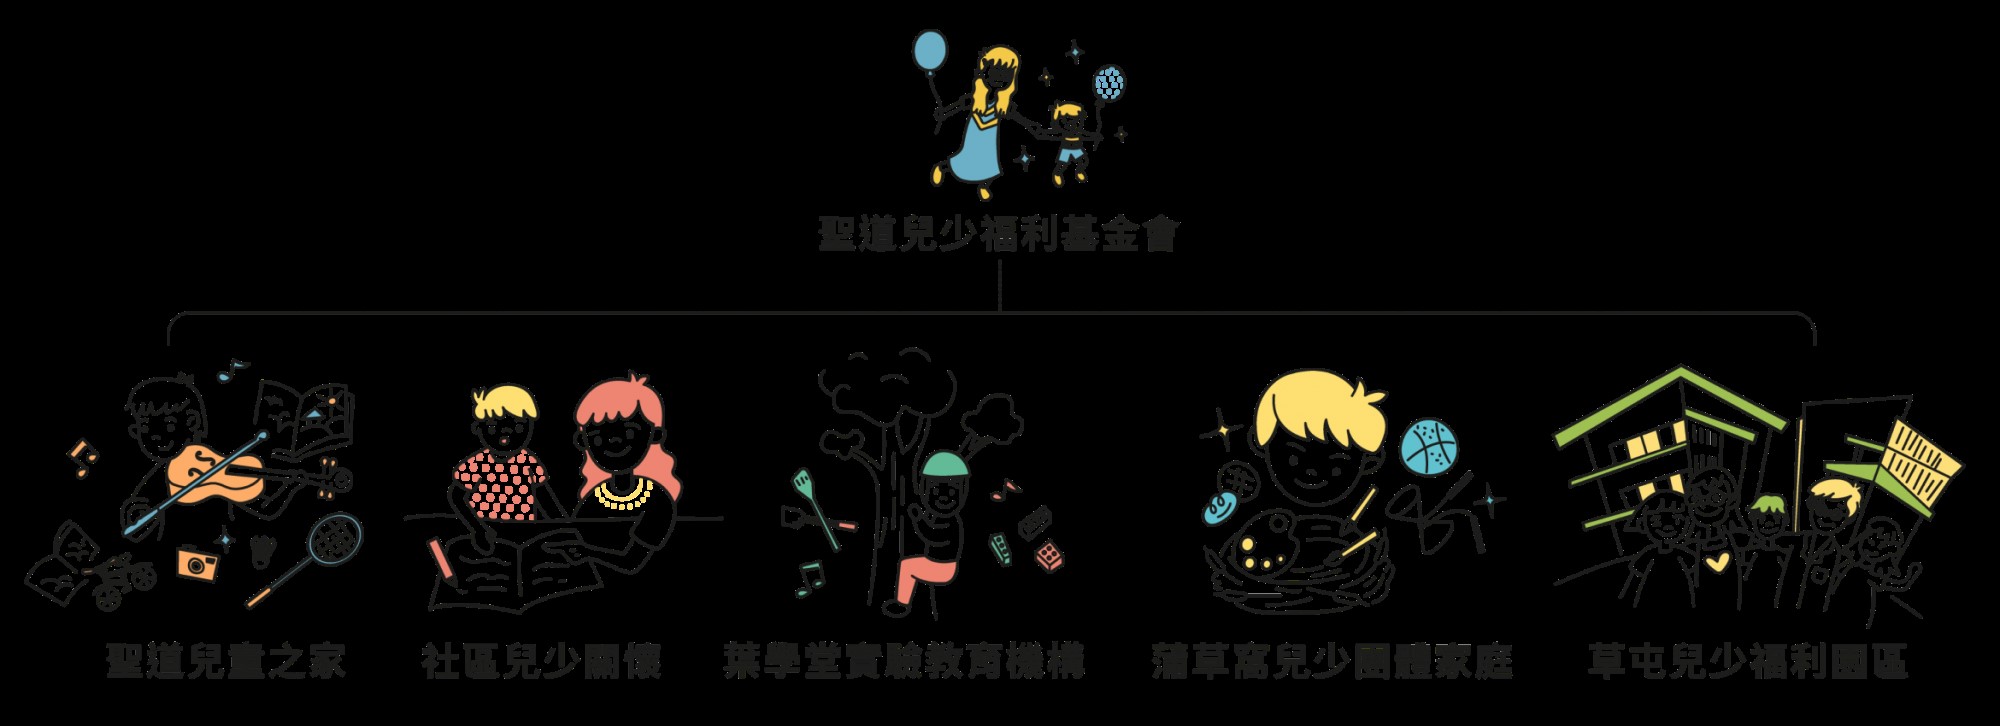 聖道兒少福利基金會
聖道兒童之家
社區兒少關懷
葉學堂實驗教育機構
蒲草窩兒少團體家庭
草屯兒少福利園區